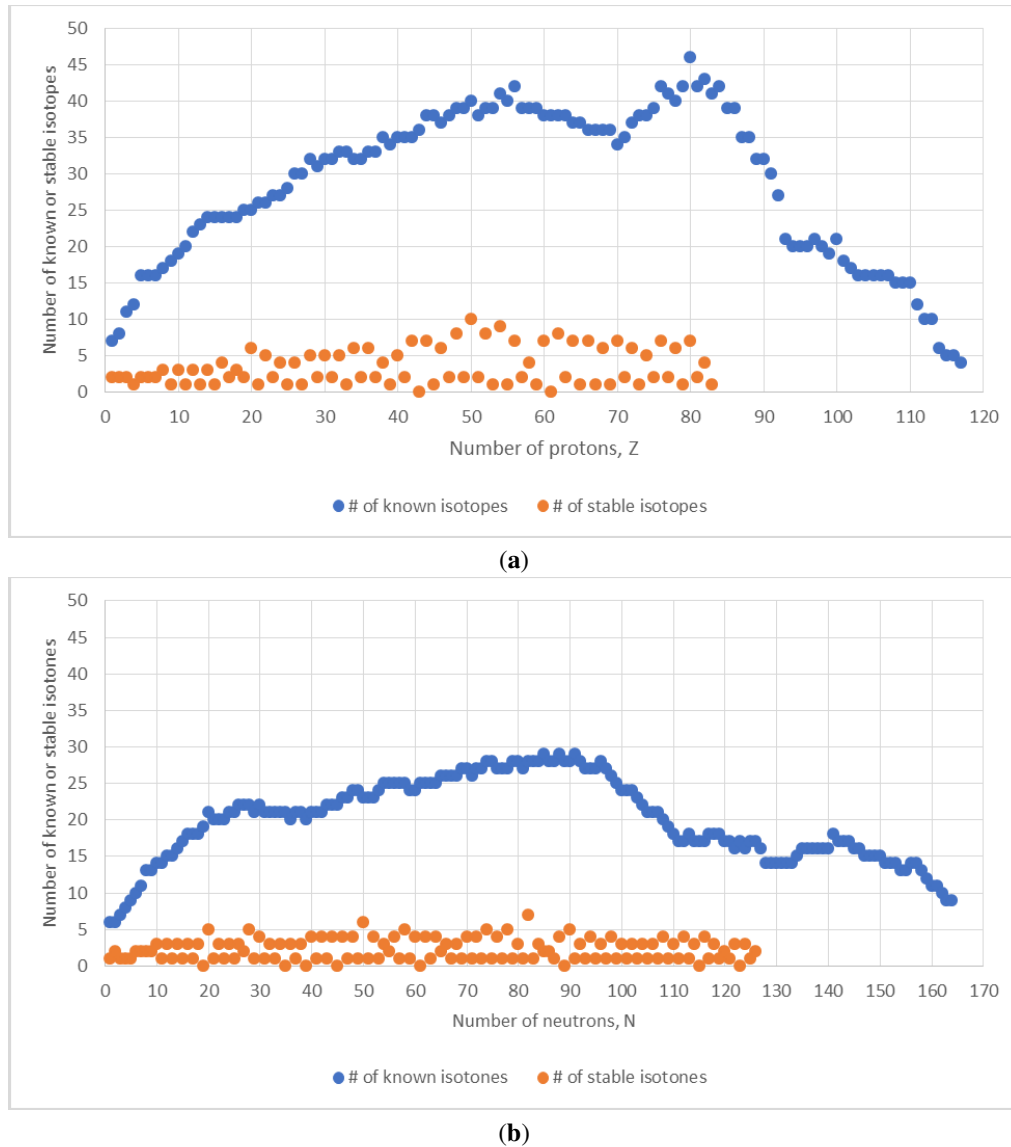 50
45
40
35
30
25
20
15
10
5
0
Number of known or stable isotopes
0 10 20 30 40 50 60 70 80 90 100 110 120
Number of protons, Z
# of known isotopes # of stable isotopes
(a)
50
45
40
35
30
25
20
15
10
5
0
Number of known or stable isotones
0 10 20 30 40 50 60 70 80 90 100 110 120 130 140 150 160 170
Number of neutrons, N
# of known isotones # of stable isotones
(b)